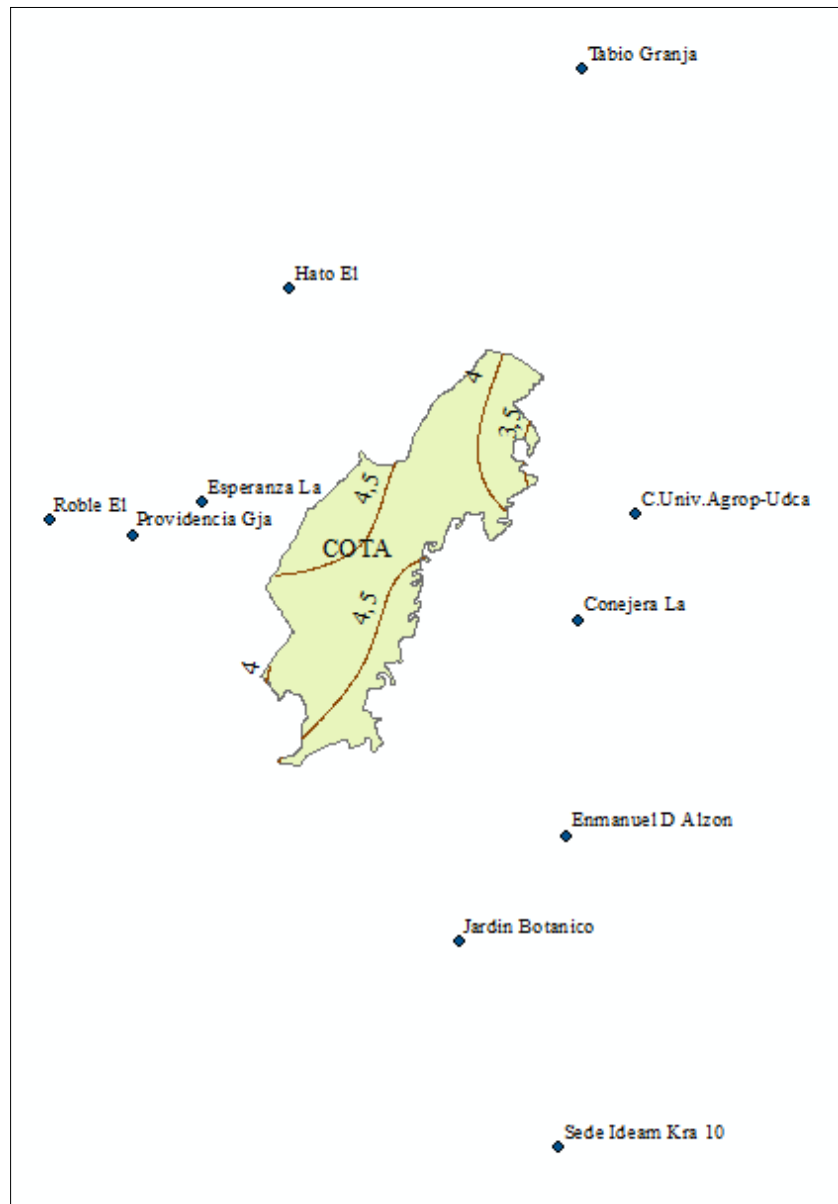 Tabio Granja
Hato El
4
3,5
4,5
Esperanza La
Roble El
Providencia Gja
C.Univ.Agrop-Udca
COTA
4,5
Conejera La
4
Enmanuel D Alzon
Jardin Botanico
Sede Ideam Kra 10